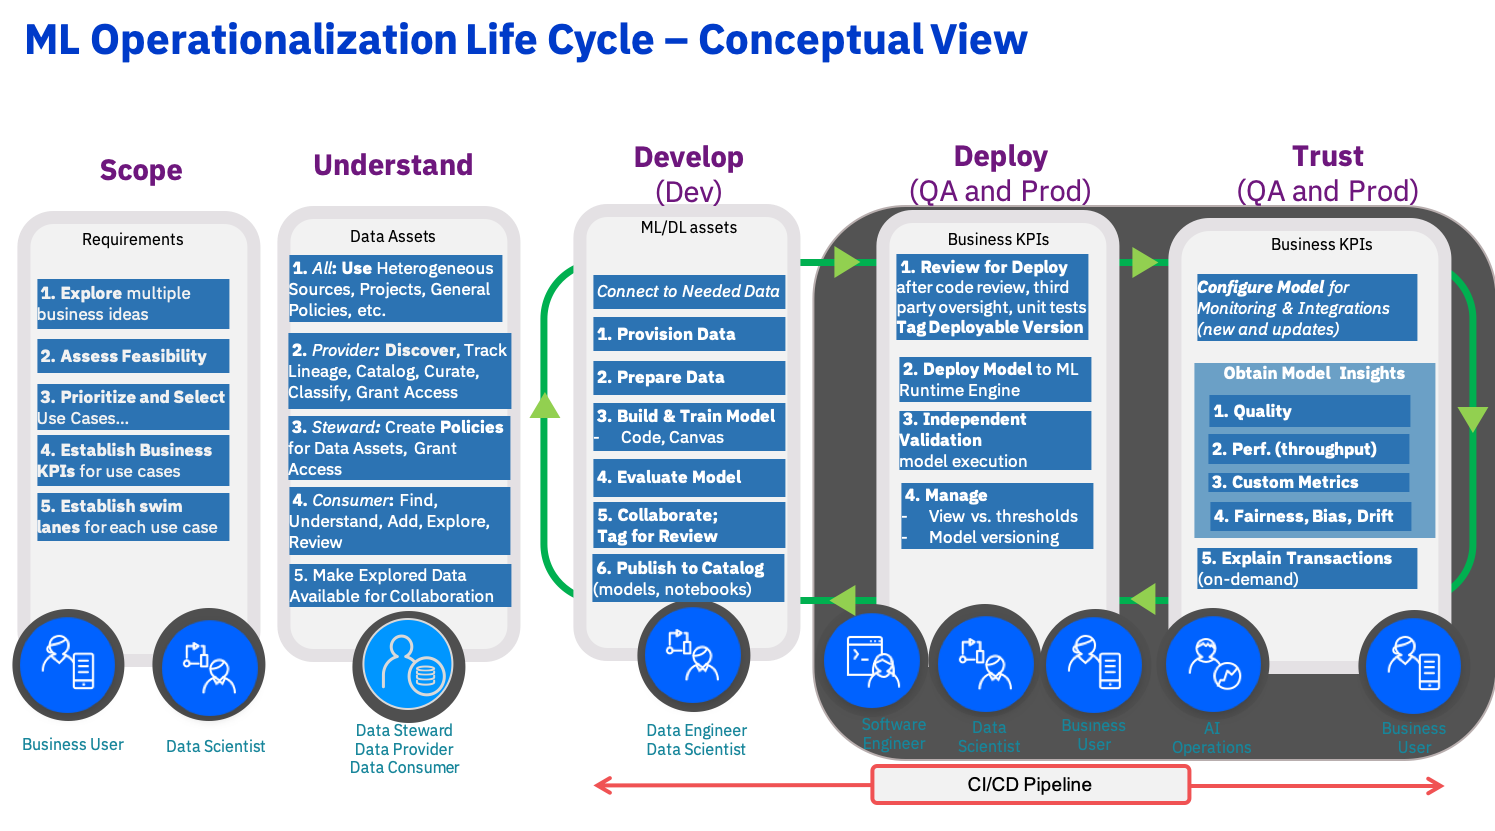 ML Operationalization Life Cycle – Conceptual View
Scope
Requirements
1. Explore multiple
business ideas
2. Assess Feasibility
3. Prioritize and Select
Use Cases...
4. Establish Business
KPIs for use cases
5. Establish swim
lanes for each use case
Business User
Data Scientist
Understand
Data Assets
1. All: Use Heterogeneous
Sources, Projects, General
Policies, etc.
2. Provider: Discover, Track
Lineage, Catalog, Curate,
Classify, Grant Access
3. Steward: Create Policies
for Data Assets, Grant
Access
4. Consumer: Find,
Understand, Add, Explore,
Review
5. Make Explored Data
Available for Collaboration
Data Steward
Data Provider
Data Consumer
Develop
(Dev)
ML/DL assets
Connect to Needed Data
1. Provision Data
2. Prepare Data
3. Build & Train Model
- Code, Canvas
4. Evaluate Model
5. Collaborate;
Tag for Review
6. Publish to Catalog
(models, notebooks)
Data Engineer
Data Scientist
Deploy
(QA and Prod)
Business KPIs
1. Review for Deploy
after code review, third
party oversight, unit tests
Tag Deployable Version
2. Deploy Model to ML
Runtime Engine
3. Independent
Validation
model execution
4. Manage
- View vs. thresholds
- Model versioning
Software
Engineer
Data
Scientist
Business
User
Trust
(QA and Prod)
Business KPIs
Configure Model for
Monitoring & Integrations
(new and updates)
Obtain Model Insights
1. Quality
2. Perf. (throughput)
3. Custom Metrics
4. Fairness, Bias, Drift
5. Explain Transactions
(on-demand)
AI
Operations
Business
User
CI/CD Pipeline